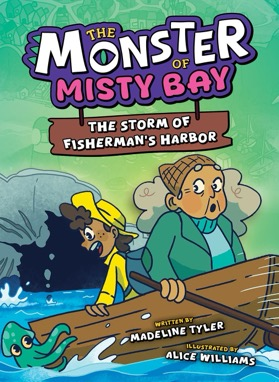 THE
MONSTER
OF
MISTY BAY
THE STORM OF
FISHERMAN'S HARBOR
WRITTEN BY
MADELINE TYLER
ILLUSTRATED BY
ALICE WILLIAMS